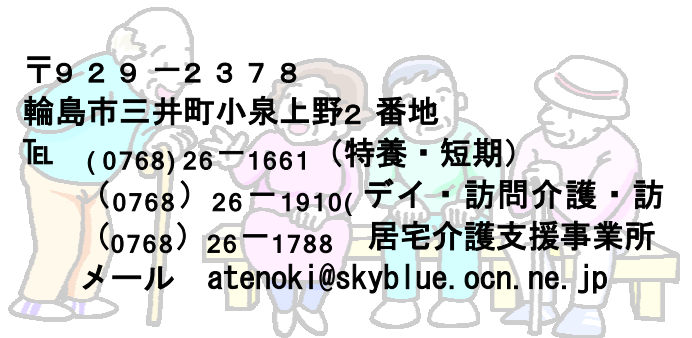 〒９２９－２３７８
輪島市三井町小泉上野２番地
℡ (0768) 26－1661（特養・短期）
（0768）26－1910( デイ・訪問介護・訪
（0768）26－1788 居宅介護支援事業所
メール atenoki@skyblue.ocn.ne.jp